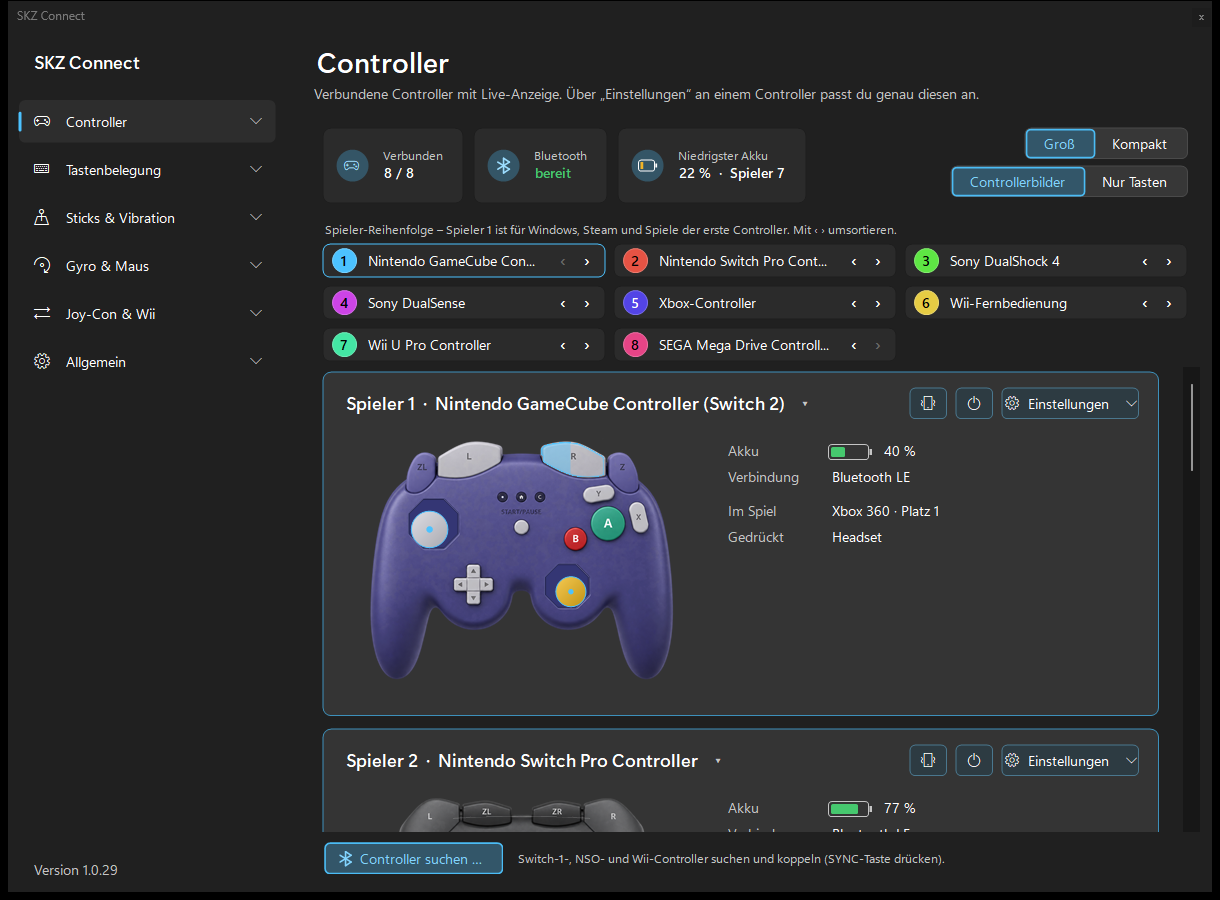 SKZ Connect
x
SKZ Connect
Controller
Tastenbelegung
Sticks & Vibration
Gyro & Maus
Joy-Con & Wii
Allgemein
Version 1.0.29
Controller
Verbundene Controller mit Live-Anzeige. Über „Einstellungen“ an einem Controller passt du genau diesen an.
Verbunden
8 / 8
Bluetooth
bereit
Niedrigster Akku
22 % · Spieler 7
Groß Kompakt
Controllerbilder Nur Tasten
Spieler-Reihenfolge – Spieler 1 ist für Windows, Steam und Spiele der erste Controller. Mit ‹ › umsortieren.
1 Nintendo GameCube Con... ‹ ›
2 Nintendo Switch Pro Cont... ‹ ›
3 Sony DualShock 4 ‹ ›
4 Sony DualSense ‹ ›
5 Xbox-Controller ‹ ›
6 Wii-Fernbedienung ‹ ›
7 Wii U Pro Controller ‹ ›
8 SEGA Mega Drive Controll... ‹ ›
Spieler 1 · Nintendo GameCube Controller (Switch 2)
Einstellungen
ZL L R Z
Y
C
START/PAUSE
X
A
B
Akku 40 %
Verbindung Bluetooth LE
Im Spiel Xbox 360 · Platz 1
Gedrückt Headset
Spieler 2 · Nintendo Switch Pro Controller
Einstellungen
L ZL ZR R
Akku 77 %
Controller suchen ...
Switch-1-, NSO- und Wii-Controller suchen und koppeln (SYNC-Taste drücken).